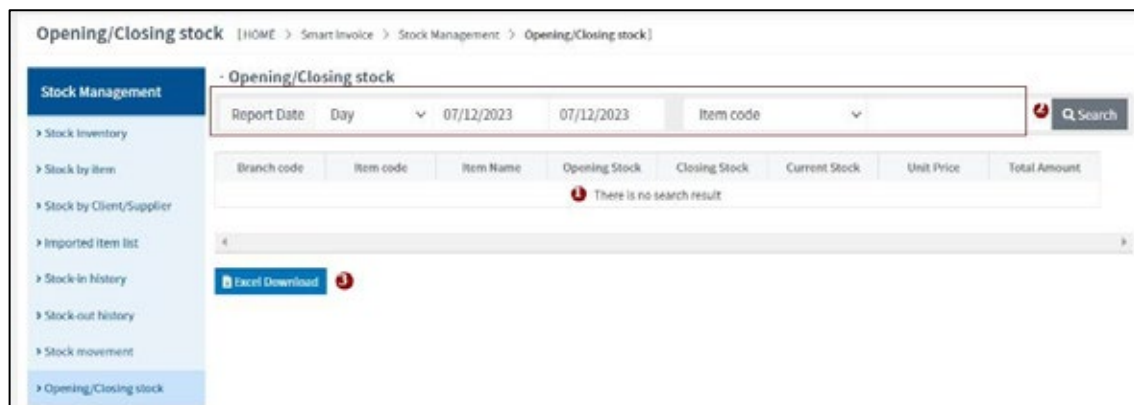 Opening/Closing stock [HOME > Smart Invoice > Stock Management > Opening/Closing stock]
Stock Management
› Stock Inventory
› Stock by item
› Stock by Client/Supplier
› Imported item list
› Stock-in history
› Stock-out history
› Stock movement
› Opening/Closing stock
· Opening/Closing stock
Report Date Day 07/12/2023 07/12/2023 Item code 2 Search
Branch code Item code Item Name Opening Stock Closing Stock Current Stock Unit Price Total Amount
1 There is no search result
Excel Download 3